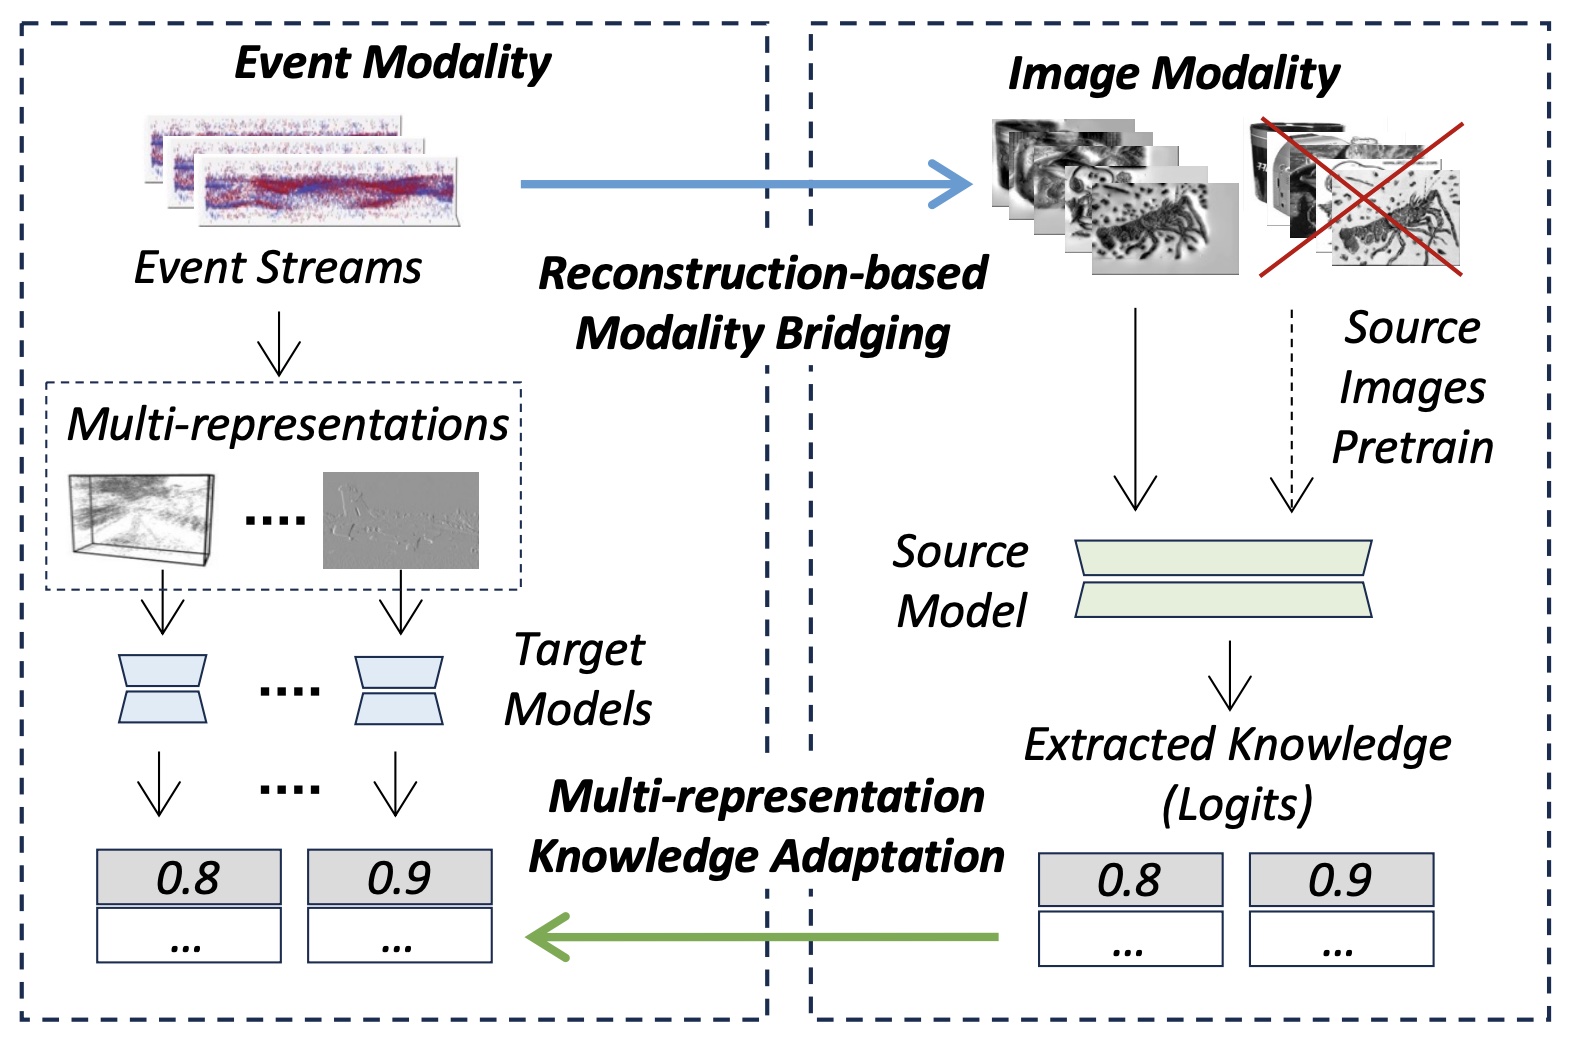 Event Modality
Event Streams
Multi-representations
....
Target
Models
....
....
0.8
0.9
...
...
Reconstruction-based
Modality Bridging
Multi-representation
Knowledge Adaptation
Image Modality
Source
Images
Pretrain
Source
Model
Extracted Knowledge
(Logits)
0.8
0.9
...
...